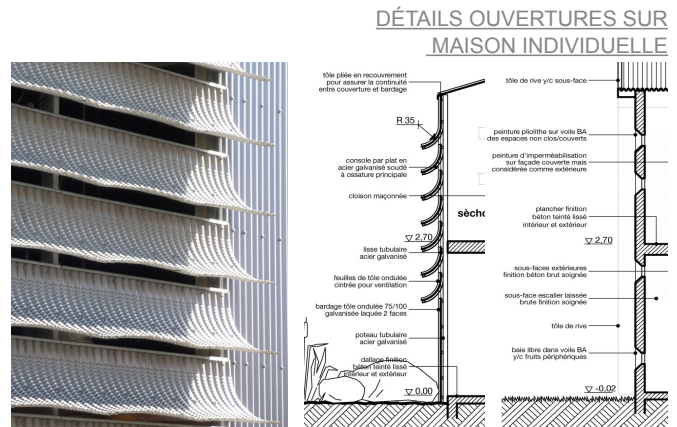 DÉTAILS OUVERTURES SUR
MAISON INDIVIDUELLE
tôle pliée en recouvrement
pour assurer la continuité
entre couverture et bardage
R 35
console par plat en
acier galvanisé soudé
à ossature principale
cloison maçonnée
sècho
▽ 2,70
lisse tubulaire
acier galvanisé
feuilles de tôle ondulée
cintrée pour ventilation
bardage tôle ondulée 75/100
galvanisée laquée 2 faces
poteau tubulaire
acier galvanisé
dallage finition
béton teinté lissé
intérieur et extérieur
▽ 0,00
tôle de rive y/c sous-face
peinture pliolithe sur voile BA
des espaces non clos/couverts
peinture d'imperméabilisation
sur façade couverte mais
considérée comme extérieure
plancher finition
béton teinté lissé
intérieur et extérieur
▽ 2,70
sous-faces extérieures
finition béton brut soignée
sous-face escalier laissée
brute finition soignée
tôle de rive
baie libre dans voile BA
y/c fruits périphériques
▽ -0,02